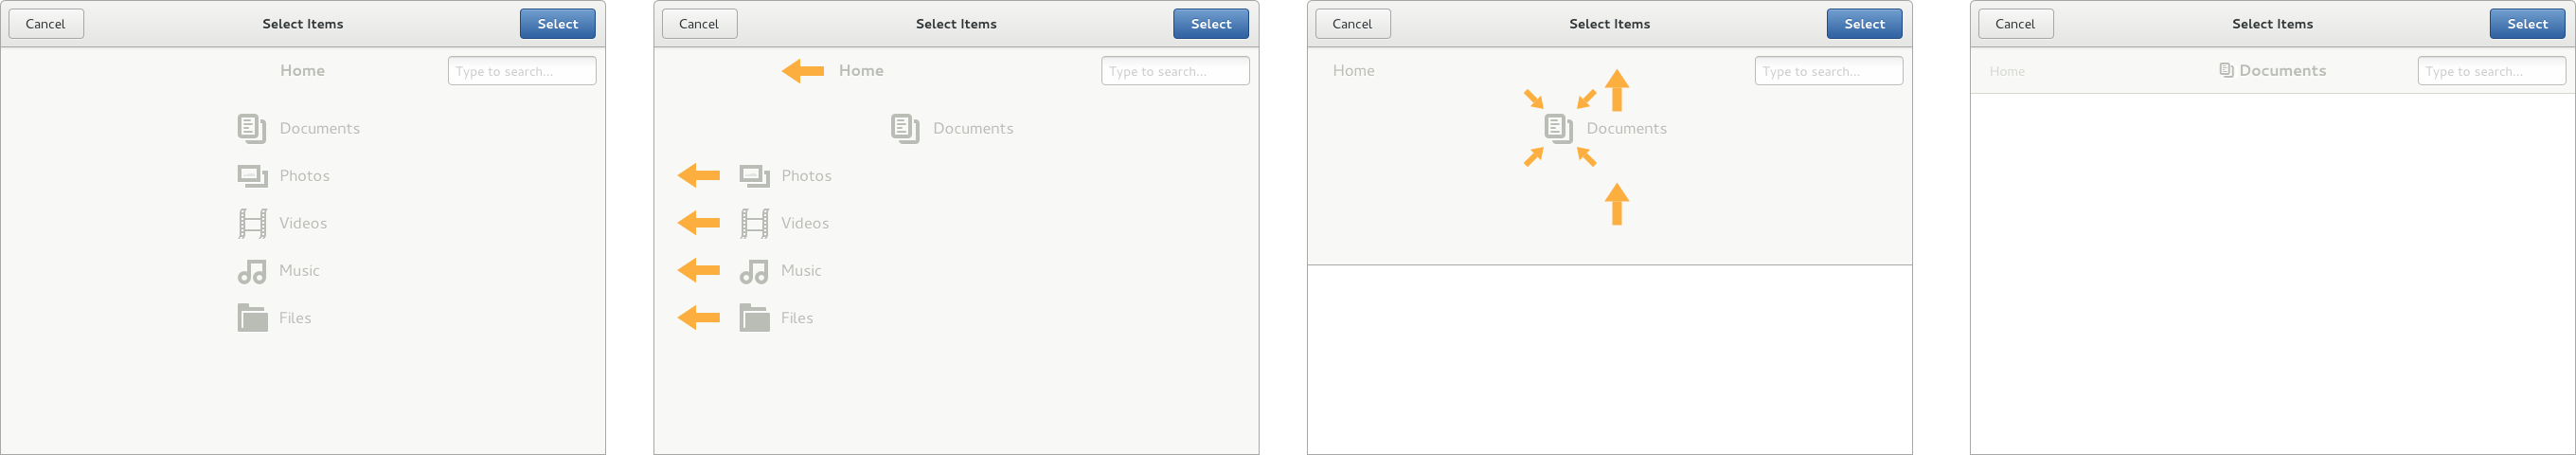 Cancel Select Items Select
Home Type to search...
Documents
Photos
Videos
Music
Files
Cancel Select Items Select
Home Type to search...
Documents
Photos
Videos
Music
Files
Cancel Select Items Select
Home Type to search...
Documents
Cancel Select Items Select
Home Documents Type to search...